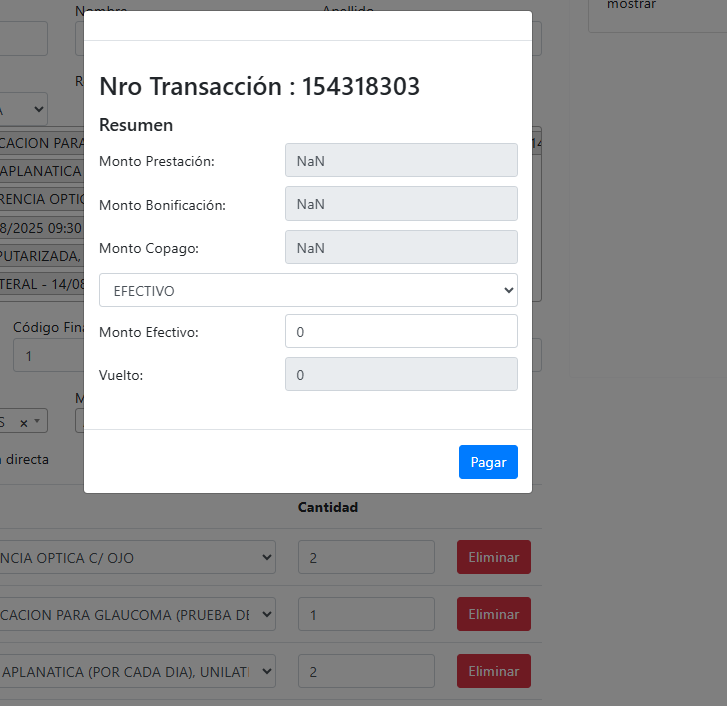 Nombre
Apellido
mostrar
Nro Transacción : 154318303
Resumen
CACION PARA
14
Monto Prestación:
NaN
APLANATICA
RENCIA OPTIC
Monto Bonificación:
NaN
8/2025 09:30
Monto Copago:
NaN
PUTARIZADA,
TERAL - 14/08
EFECTIVO
Código Fina
Monto Efectivo:
0
1
Vuelto:
0
S × 
n directa
Pagar
Cantidad
NCIA OPTICA C/ OJO
2
Eliminar
CACION PARA GLAUCOMA (PRUEBA DE
1
Eliminar
APLANATICA (POR CADA DIA), UNILATI
2
Eliminar